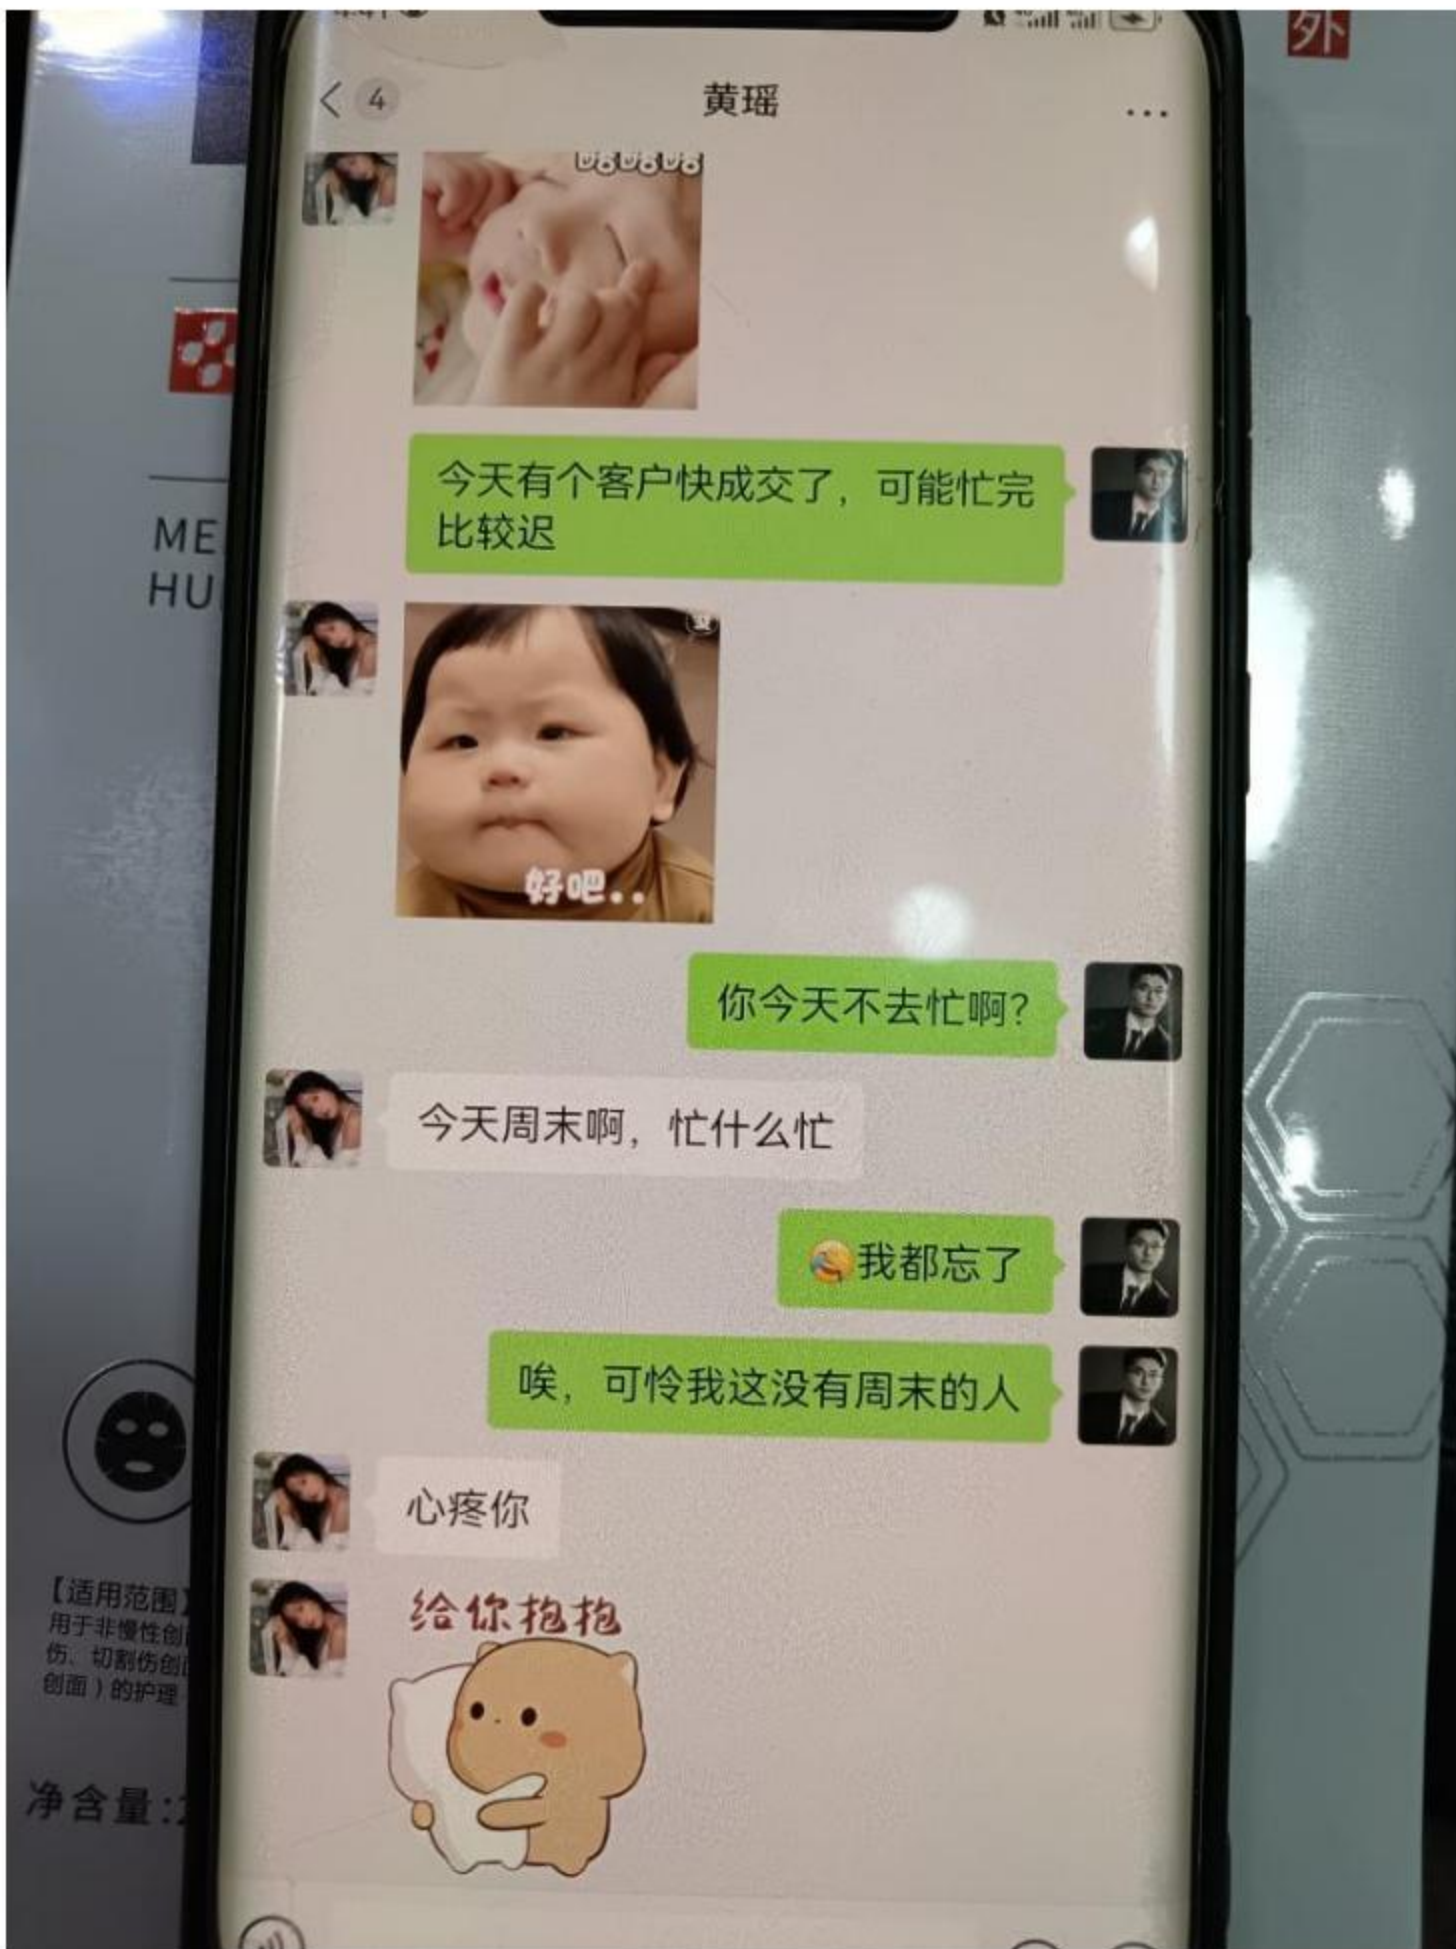 外
4
黄瑶
...
今天有个客户快成交了，可能忙完
比较迟
好吧..
你今天不去忙啊?
今天周末啊，忙什么忙
我都忘了
唉，可怜我这没有周末的人
心疼你
给你抱抱
ME
HU
【适用范围】
用于非慢性创
伤、切割伤创
创面）的护理
净含量: